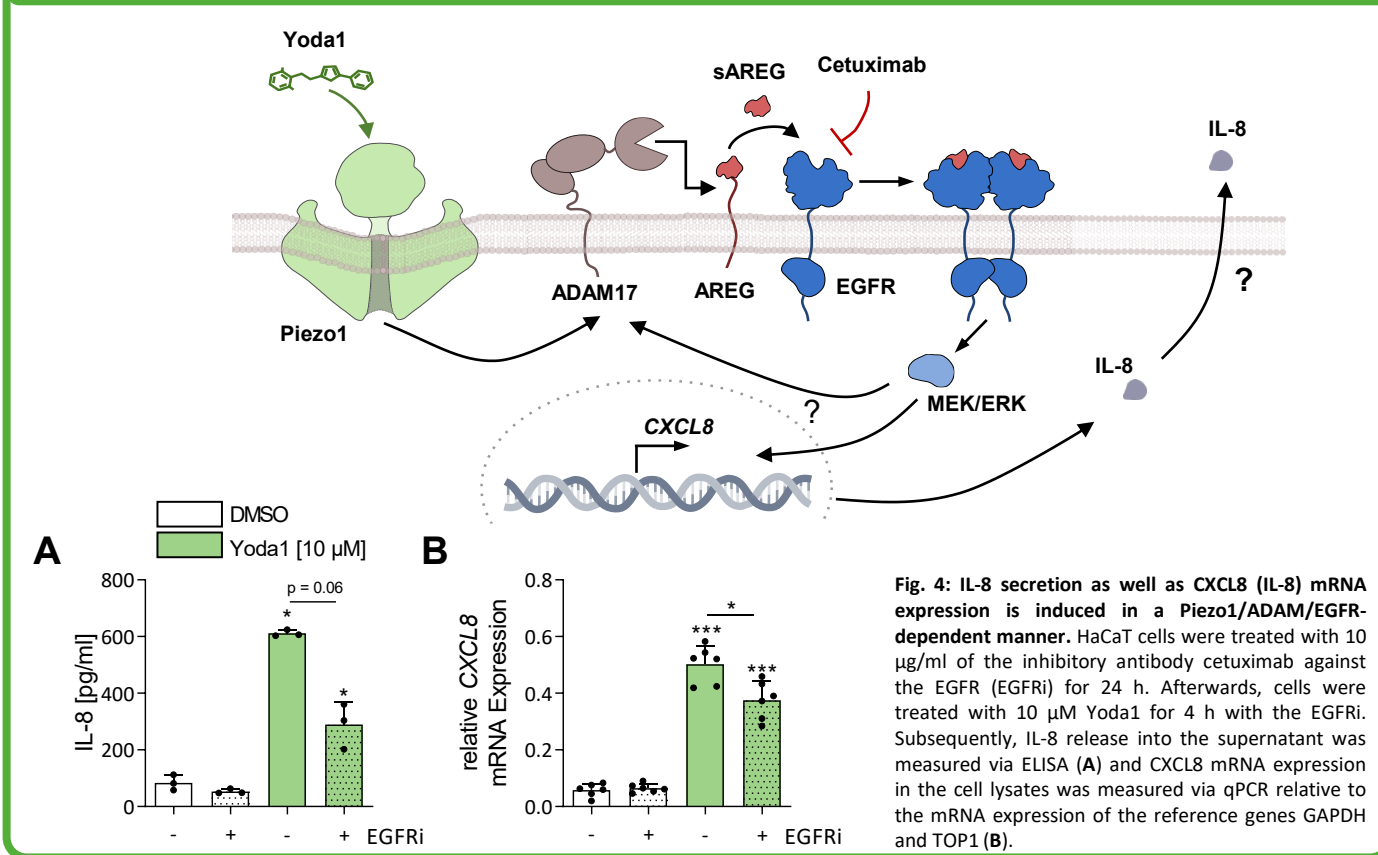 Yoda1
sAREG
Cetuximab
IL-8
ADAM17
AREG
EGFR
?
Piezo1
IL-8
MEK/ERK
?
CXCL8
DMSO
Yoda1 [10 µM]
A
800
600
400
200
0
IL-8 [pg/ml]
p = 0.06
*
*
- + - + EGFRi
B
0.8
0.6
0.4
0.2
0.0
relative CXCL8
mRNA Expression
*
***
***
- + - + EGFRi
Fig. 4: IL-8 secretion as well as CXCL8 (IL-8) mRNA
expression is induced in a Piezo1/ADAM/EGFR-
dependent manner. HaCaT cells were treated with 10
µg/ml of the inhibitory antibody cetuximab against
the EGFR (EGFRi) for 24 h. Afterwards, cells were
treated with 10 µM Yoda1 for 4 h with the EGFRi.
Subsequently, IL-8 release into the supernatant was
measured via ELISA (A) and CXCL8 mRNA expression
in the cell lysates was measured via qPCR relative to
the mRNA expression of the reference genes GAPDH
and TOP1 (B).